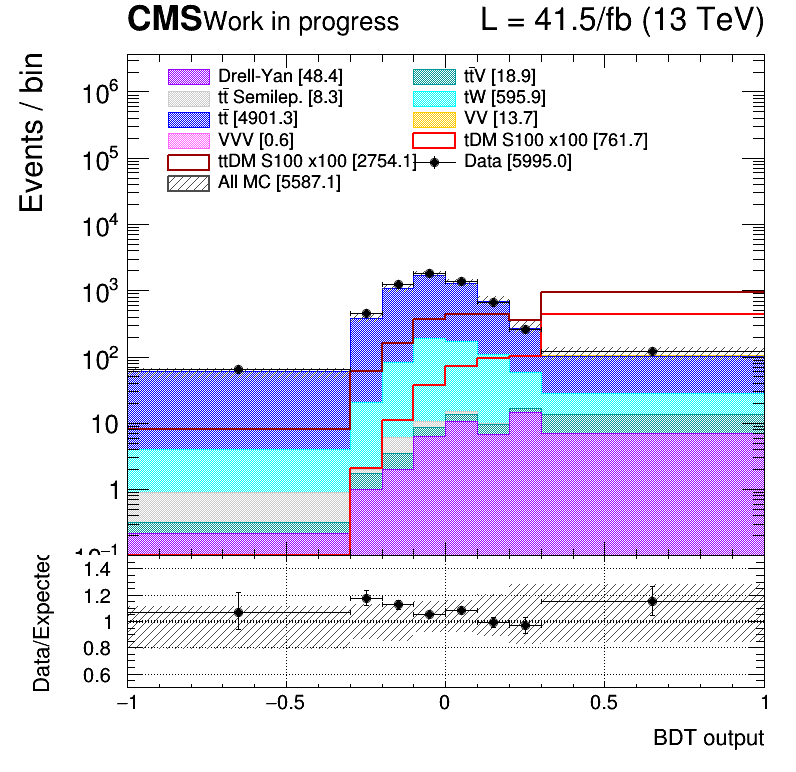 CMS Work in progress L = 41.5/fb (13 TeV)
Events / bin
Drell-Yan [48.4] tt̄V [18.9]
tt̄ Semilep. [8.3] tW [595.9]
tt̄ [4901.3] VV [13.7]
VVV [0.6] tDM S100 x100 [761.7]
ttDM S100 x100 [2754.1] Data [5995.0]
All MC [5587.1]
10⁶
10⁵
10⁴
10³
10²
10
1
10⁻¹
Data/Expected
1.4
1.2
1
0.8
0.6
−1 −0.5 0 0.5 1
BDT output